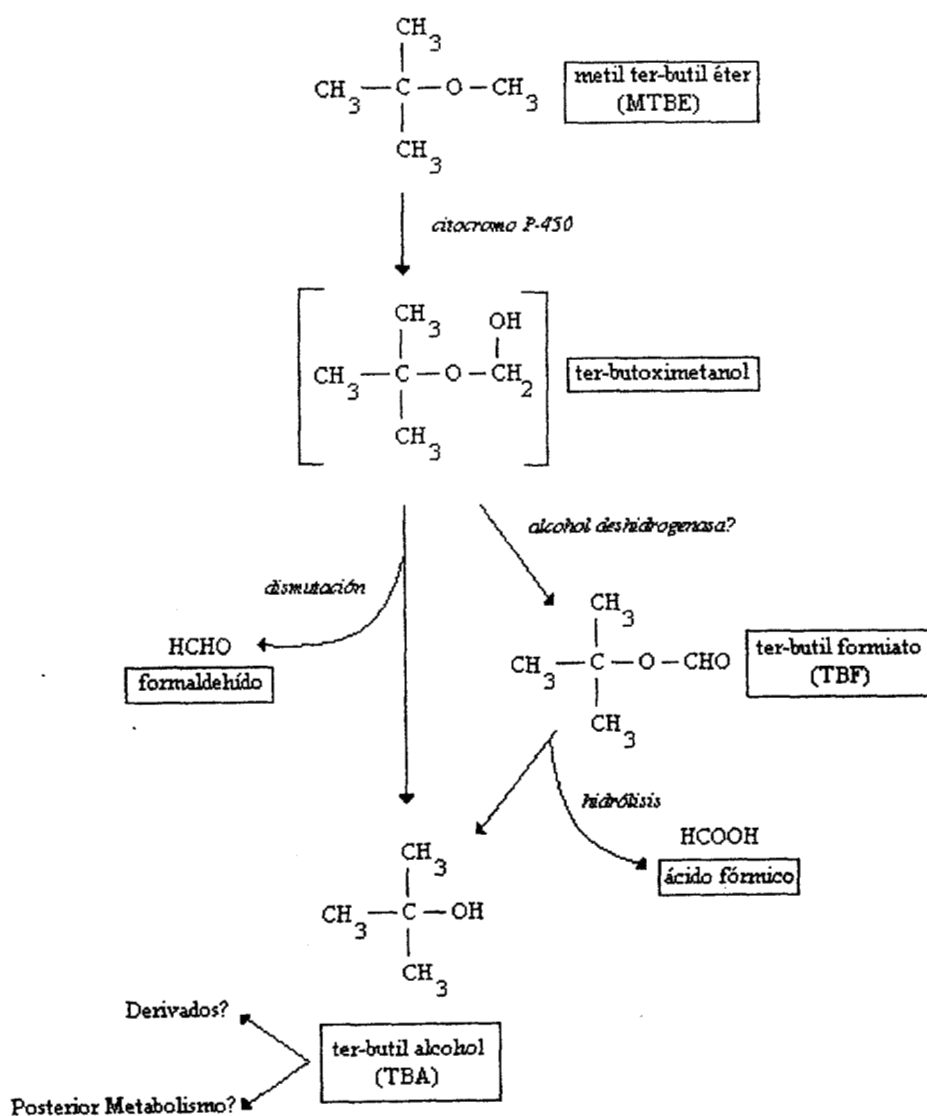 CH3
CH3—C—O—CH3
CH3
metil ter-butil éter
(MTBE)
citocromo P-450
CH3
OH
CH3—C—O—CH2
CH3
ter-butoximetanol
alcohol deshidrogenasa?
dismutación
HCHO
formaldehído
CH3
CH3—C—O—CHO
CH3
ter-butil formiato
(TBF)
hidrólisis
HCOOH
ácido fórmico
CH3
CH3—C—OH
CH3
Derivados?
ter-butil alcohol
(TBA)
Posterior Metabolismo?